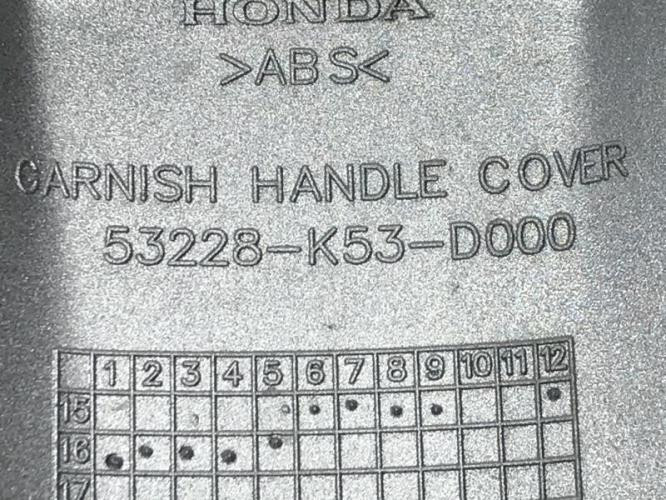 HONDA
>ABS<
GARNISH HANDLE COVER
53228-K53-D000
1 2 3 4 5 6 7 8 9 10 11 12
15
16
17